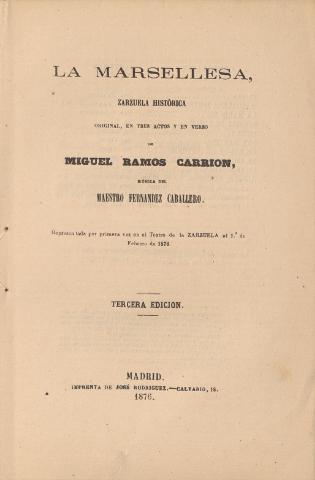 LA MARSELLESA,
ZARZUELA HISTÓRICA
ORIGINAL, EN TRES ACTOS Y EN VERSO
DE
MIGUEL RAMOS CARRION,
MÚSICA DEL
MAESTRO FERNANDEZ CABALLERO.
Representada por primera vez en el Teatro de la ZARZUELA el 1.º de
Febrero de 1876.
TERCERA EDICION.
MADRID.
IMPRENTA DE JOSÉ RODRIGUEZ.—CALVARIO, 18.
1876.